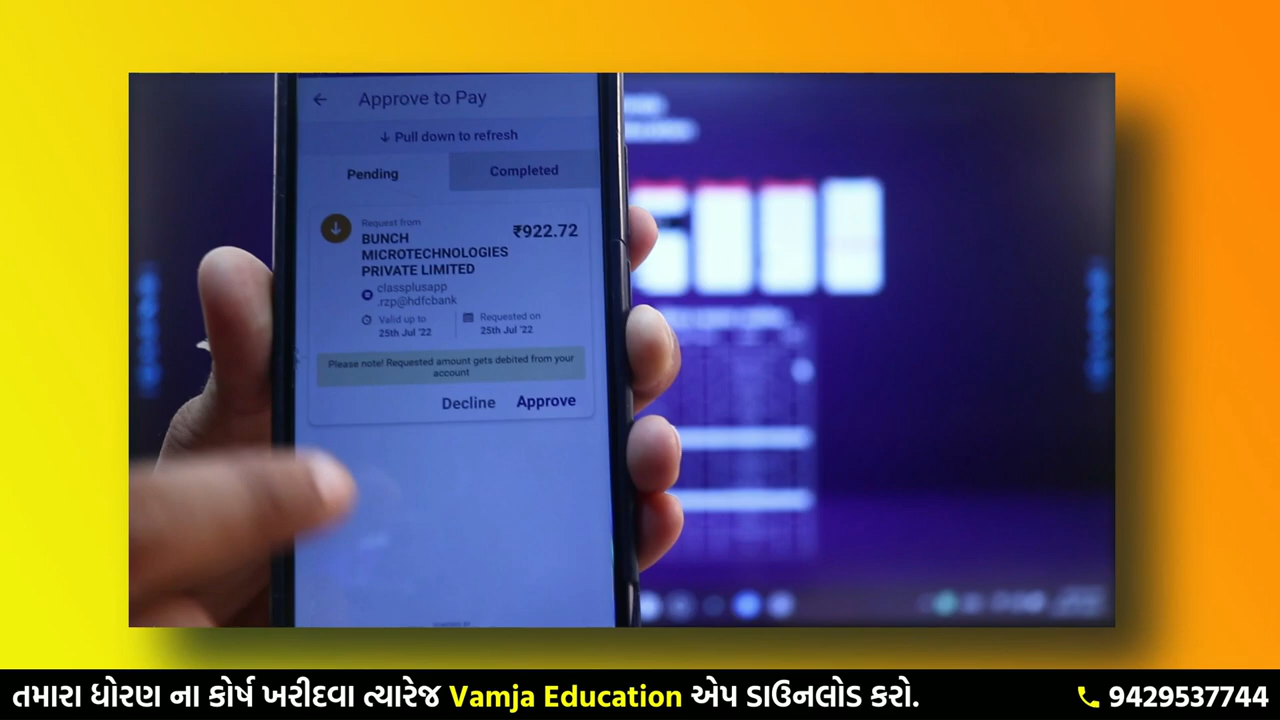 Approve to Pay
Pull down to refresh
Pending
Completed
Request from
BUNCH
MICROTECHNOLOGIES
PRIVATE LIMITED
₹922.72
classplusapp
.rzp@hdfcbank
Valid up to
25th Jul '22
Requested on
25th Jul '22
Please note! Requested amount gets debited from your
account
Decline
Approve
તમારા ધોરણ ના કોર્ષ ખરીદવા ત્યારેજ Vamja Education એપ ડાઉનલોડ કરો.
9429537744